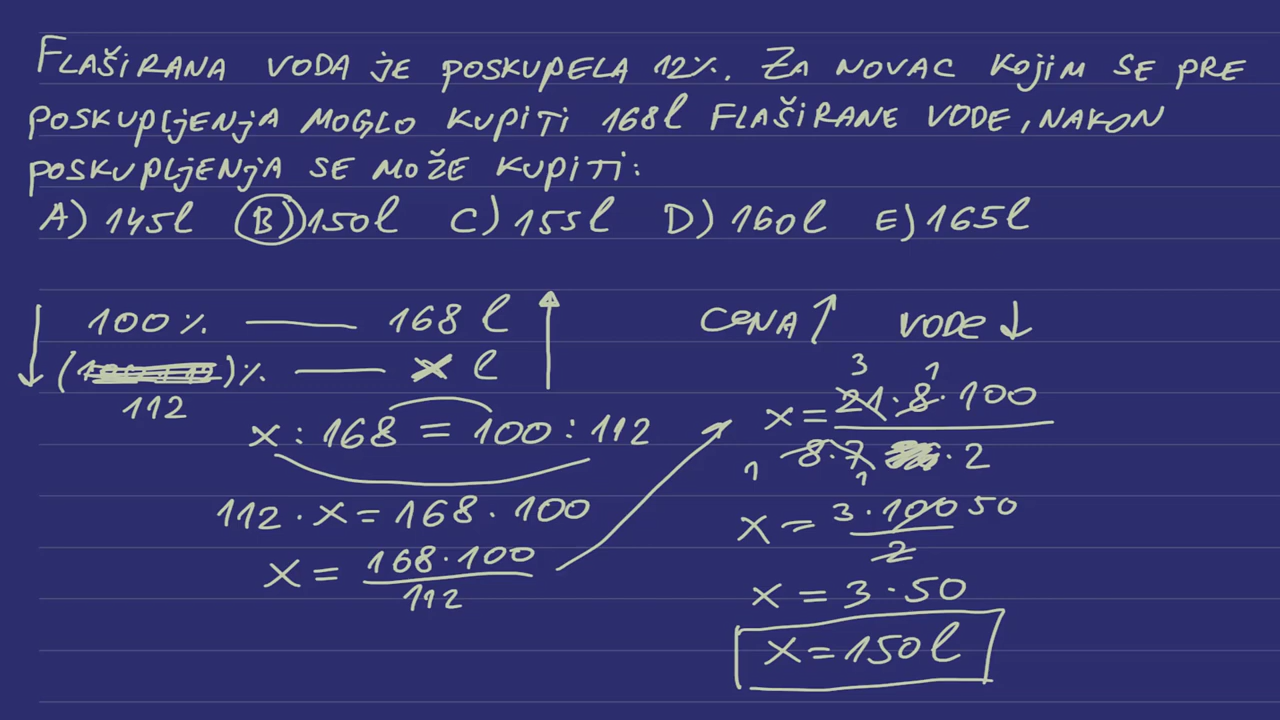 FLAŠIRANA VODA JE POSKUPELA 12%. ZA NOVAC KOJIM SE PRE
POSKUPLJENJA MOGLO KUPITI 168l FLAŠIRANE VODE, NAKON
POSKUPLJENJA SE MOŽE KUPITI:
A) 145l B) 150l C) 155l D) 160l E) 165l
100% — 168 l
( )% — x l
112
x : 168 = 100 : 112
112 · x = 168 · 100
x = 168 · 100 / 112
CENA ↑ VODE ↓
3 1
x = 21 · 8 · 100
1 8 · 7 · 2
1
x = 3 · 100 50 / 2
x = 3 · 50
x = 150l